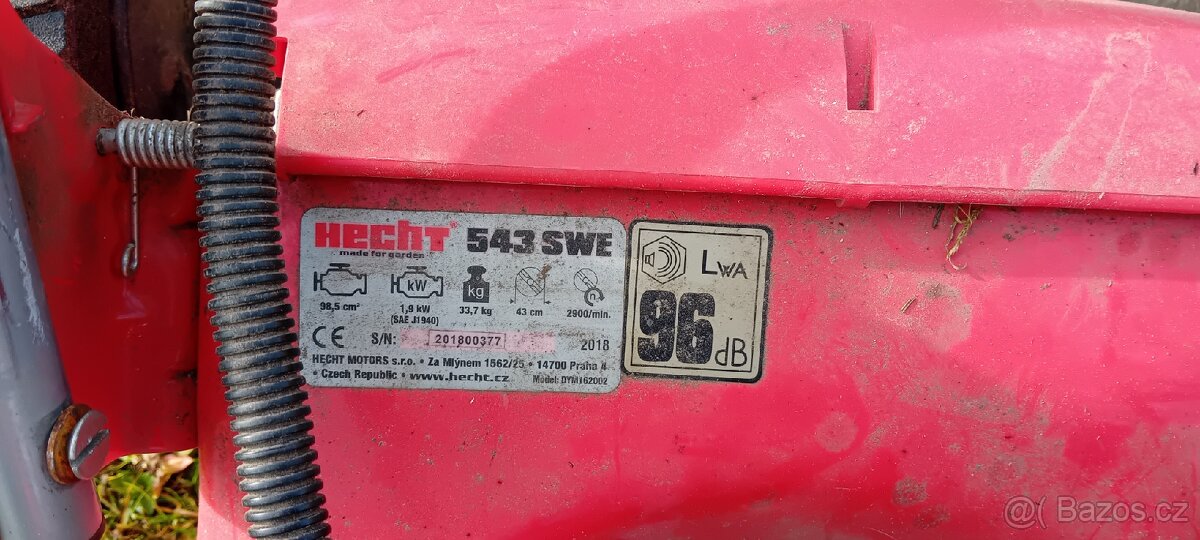 HECHT 543 SWE
made for garden
kW kg n
98,5 cm³ 1,9 kW 33,7 kg 43 cm 2900/min.
(SAE J1940)
CE S/N: 201800377 2018
HECHT MOTORS s.r.o. • Za Mlýnem 1562/25 • 14700 Praha 4
• Czech Republic • www.hecht.cz Model: DYM162002
LWA
96 dB
@ Bazos.cz